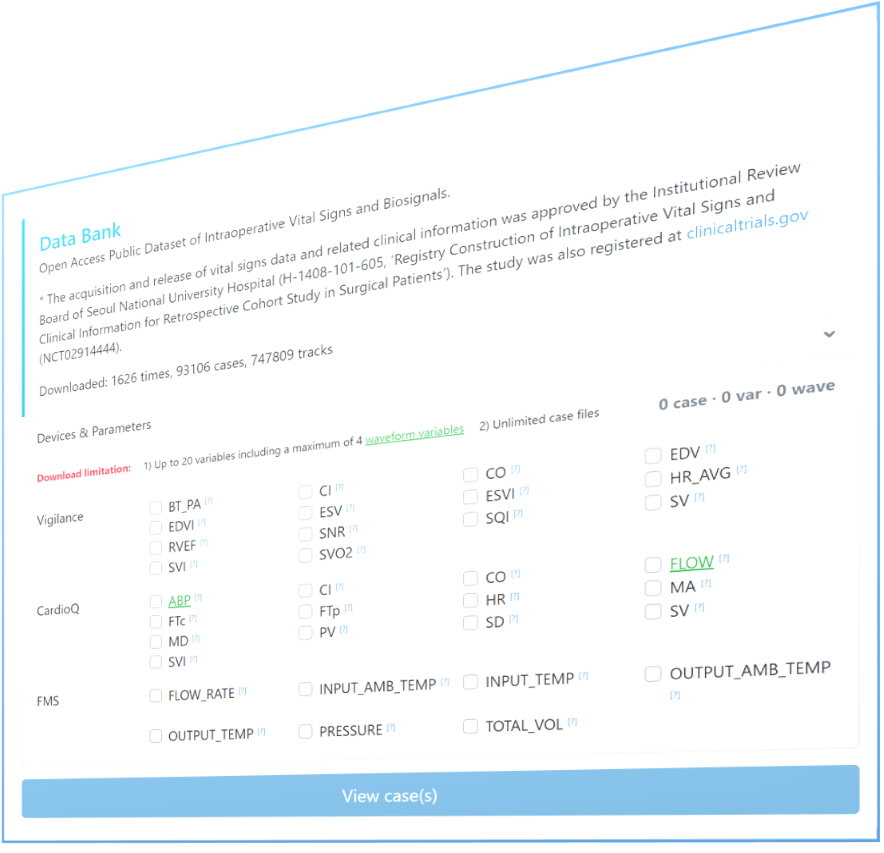 Data Bank
Open Access Public Dataset of Intraoperative Vital Signs and Biosignals.
* The acquisition and release of vital signs data and related clinical information was approved by the Institutional Review
Board of Seoul National University Hospital (H-1408-101-605, 'Registry Construction of Intraoperative Vital Signs and
Clinical Information for Retrospective Cohort Study in Surgical Patients'). The study was also registered at clinicaltrials.gov
(NCT02914444).
Downloaded: 1626 times, 93106 cases, 747809 tracks
Devices & Parameters
0 case · 0 var · 0 wave
Download limitation: 1) Up to 20 variables including a maximum of 4 waveform variables 2) Unlimited case files
Vigilance
BT_PA [?] CI [?] CO [?] EDV [?]
EDVI [?] ESV [?] ESVI [?] HR_AVG [?]
RVEF [?] SNR [?] SQI [?] SV [?]
SVI [?] SVO2 [?]
CardioQ
ABP [?] CI [?] CO [?] FLOW [?]
FTc [?] FTp [?] HR [?] MA [?]
MD [?] PV [?] SD [?] SV [?]
SVI [?]
FMS
FLOW_RATE [?] INPUT_AMB_TEMP [?] INPUT_TEMP [?] OUTPUT_AMB_TEMP
[?]
OUTPUT_TEMP [?] PRESSURE [?] TOTAL_VOL [?]
View case(s)